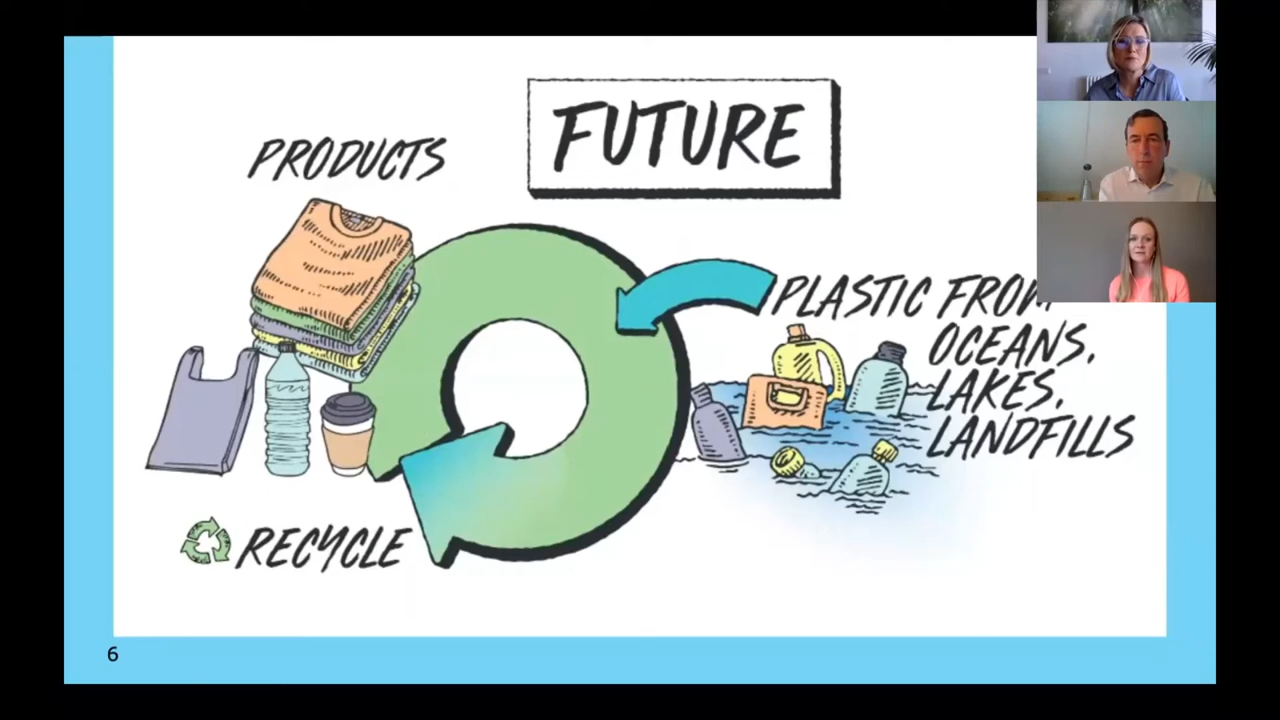 FUTURE
PRODUCTS
PLASTIC FROM
OCEANS,
LAKES,
LANDFILLS
RECYCLE
6